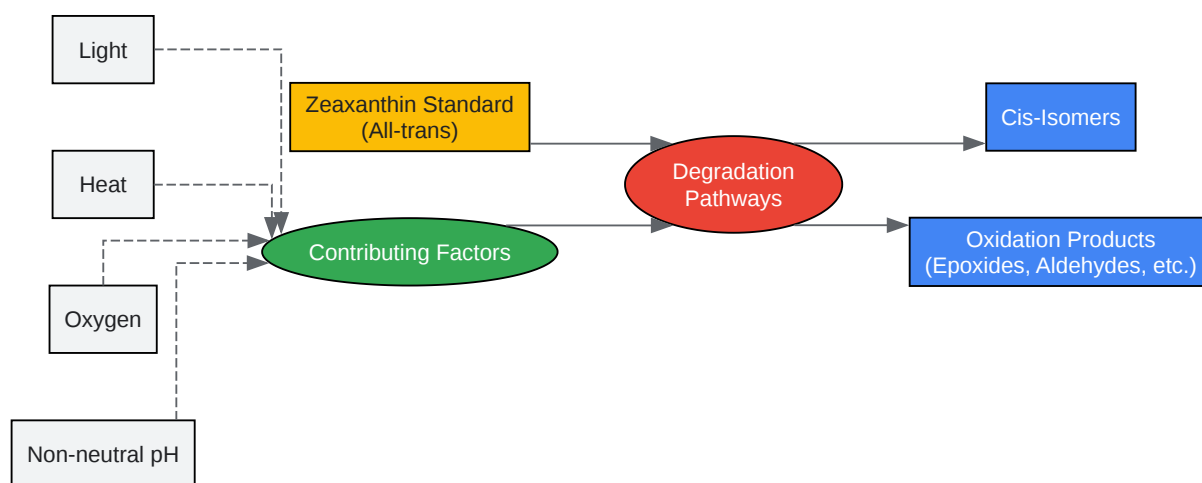 Light
Zeaxanthin Standard
(All-trans)
Cis-Isomers
Heat
Degradation
Pathways
Contributing Factors
Oxidation Products
(Epoxides, Aldehydes, etc.)
Oxygen
Non-neutral pH